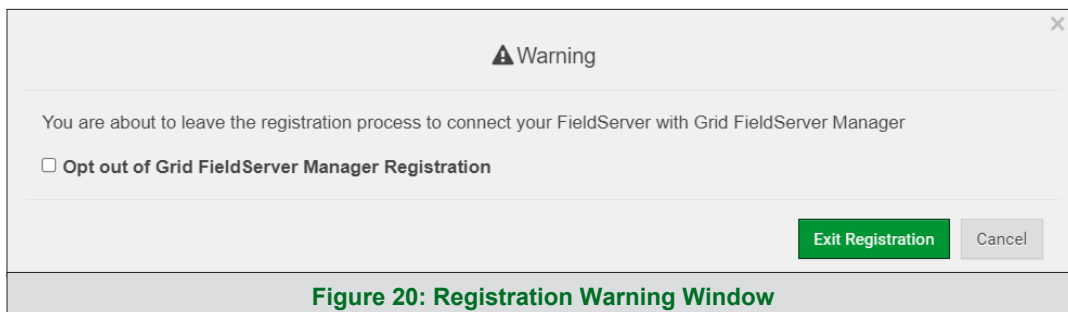 Warning
You are about to leave the registration process to connect your FieldServer with Grid FieldServer Manager
Opt out of Grid FieldServer Manager Registration
Exit Registration Cancel
Figure 20: Registration Warning Window